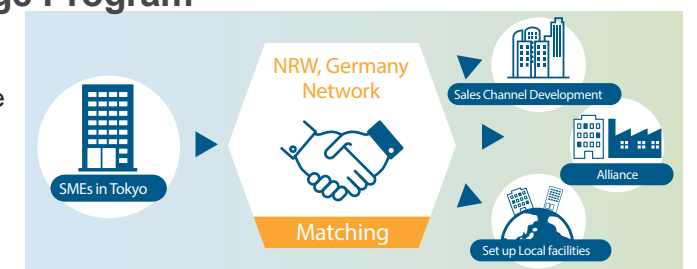 ge Program
e
NRW, Germany
Network
Sales Channel Development
SMEs in Tokyo
Alliance
Matching
Set up Local facilities